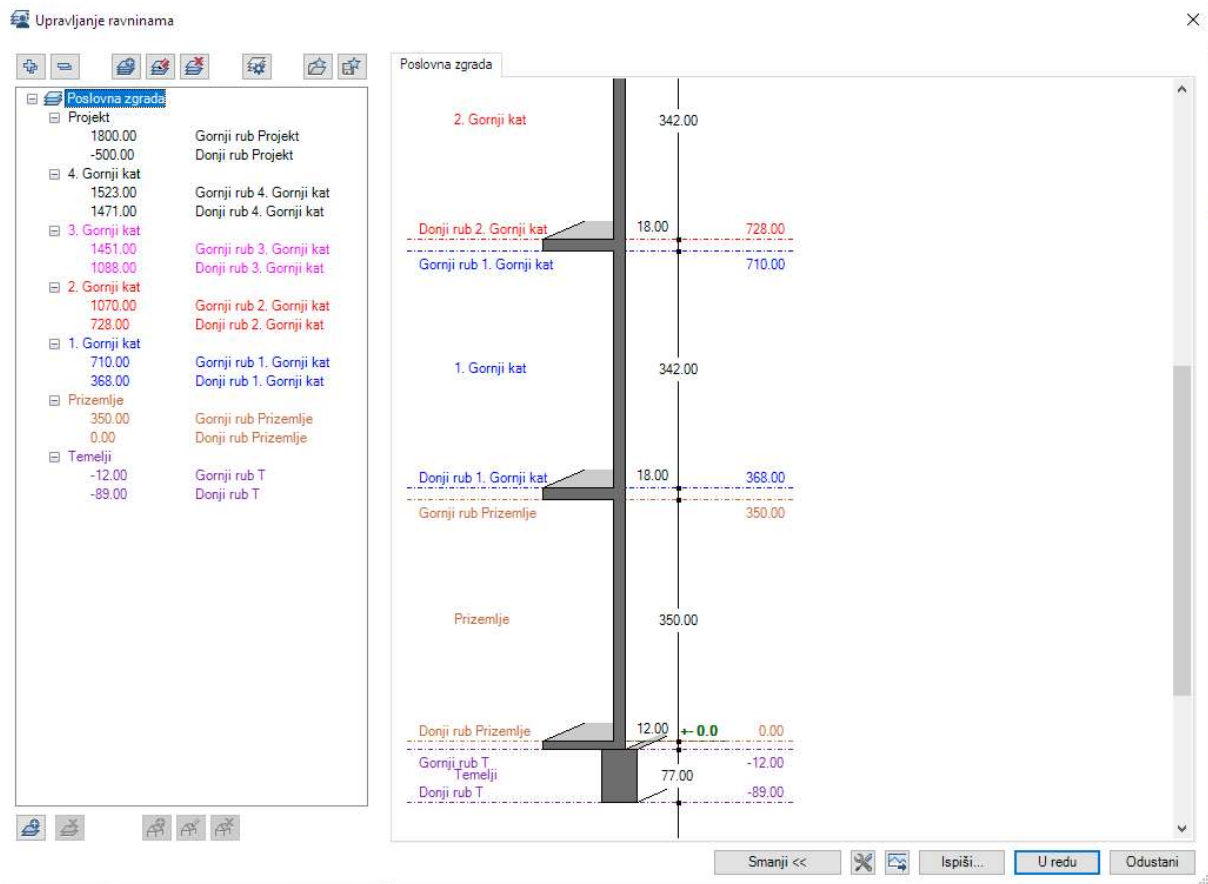 Upravljanje ravninama
Poslovna zgrada
Projekt
1800.00 Gornji rub Projekt
-500.00 Donji rub Projekt
4. Gornji kat
1523.00 Gornji rub 4. Gornji kat
1471.00 Donji rub 4. Gornji kat
3. Gornji kat
1451.00 Gornji rub 3. Gornji kat
1088.00 Donji rub 3. Gornji kat
2. Gornji kat
1070.00 Gornji rub 2. Gornji kat
728.00 Donji rub 2. Gornji kat
1. Gornji kat
710.00 Gornji rub 1. Gornji kat
368.00 Donji rub 1. Gornji kat
Prizemlje
350.00 Gornji rub Prizemlje
0.00 Donji rub Prizemlje
Temelji
-12.00 Gornji rub T
-89.00 Donji rub T
Poslovna zgrada
2. Gornji kat 342.00
Donji rub 2. Gornji kat 18.00 728.00
Gornji rub 1. Gornji kat 710.00
1. Gornji kat 342.00
Donji rub 1. Gornji kat 18.00 368.00
Gornji rub Prizemlje 350.00
Prizemlje 350.00
Donji rub Prizemlje 12.00 +- 0.0 0.00
Gornji rub T -12.00
Temelji 77.00
Donji rub T -89.00
Smanji << Ispiši... U redu Odustani